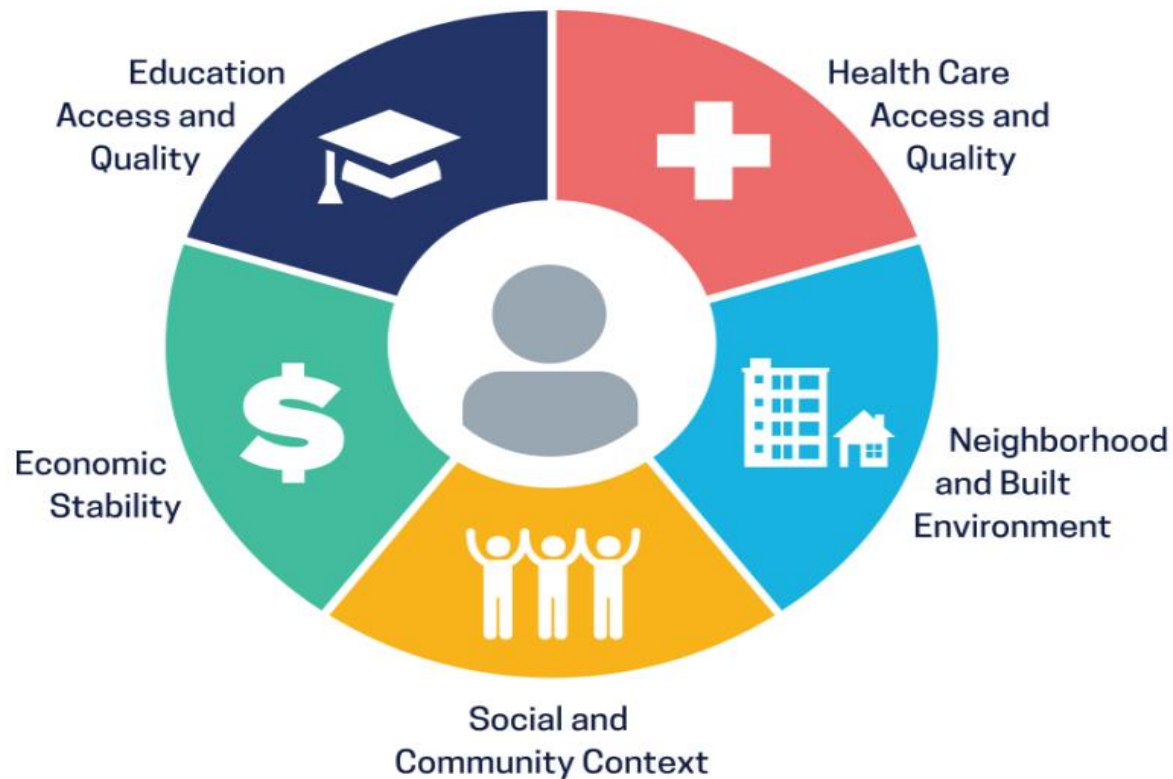 Education
Access and
Quality
Health Care
Access and
Quality
Economic
Stability
Neighborhood
and Built
Environment
Social and
Community Context